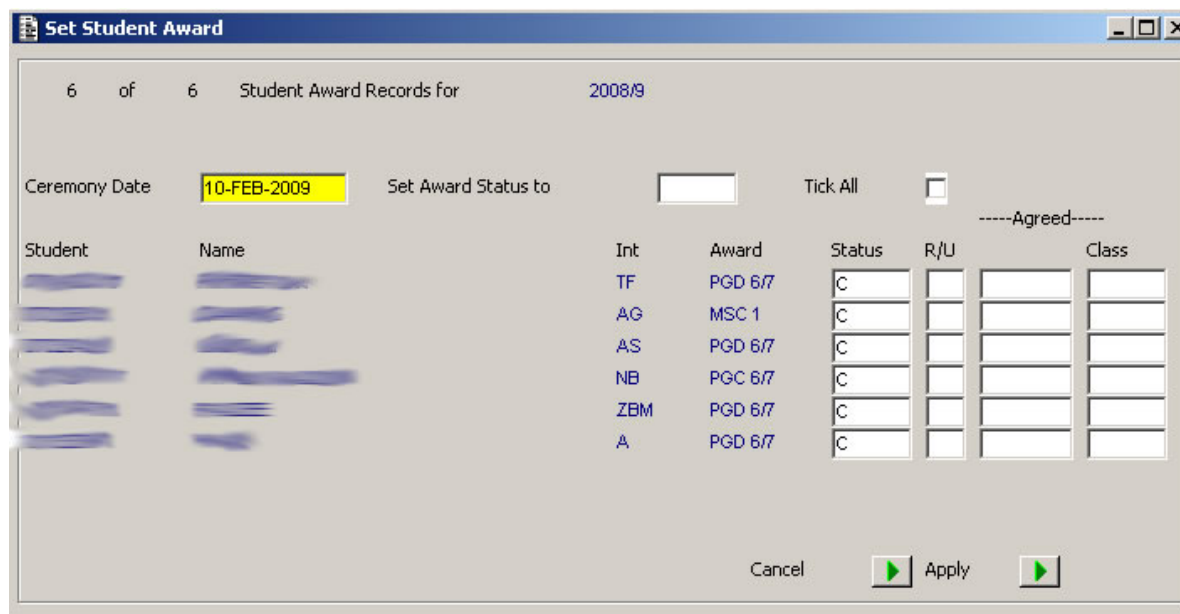 Set Student Award
6 of 6 Student Award Records for 2008/9
Ceremony Date 10-FEB-2009 Set Award Status to Tick All
-----Agreed-----
Student Name Int Award Status R/U Class
TF PGD 6/7 C
AG MSC 1 C
AS PGD 6/7 C
NB PGC 6/7 C
ZBM PGD 6/7 C
A PGD 6/7 C
Cancel Apply